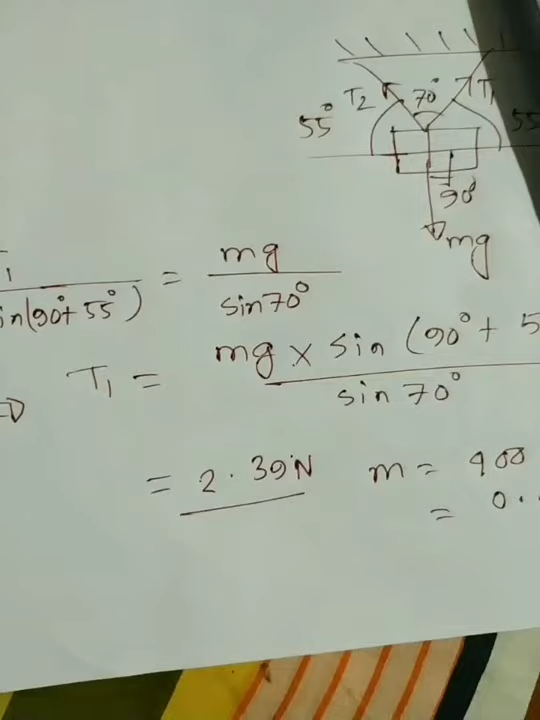 T2 70° T1
55° 55
90°
mg
T1 / in(90°+55°) = mg / sin70°
⇒ T1 = mg × sin (90°+ 5 / sin 70°
= 2.39N m = 400
= 0.